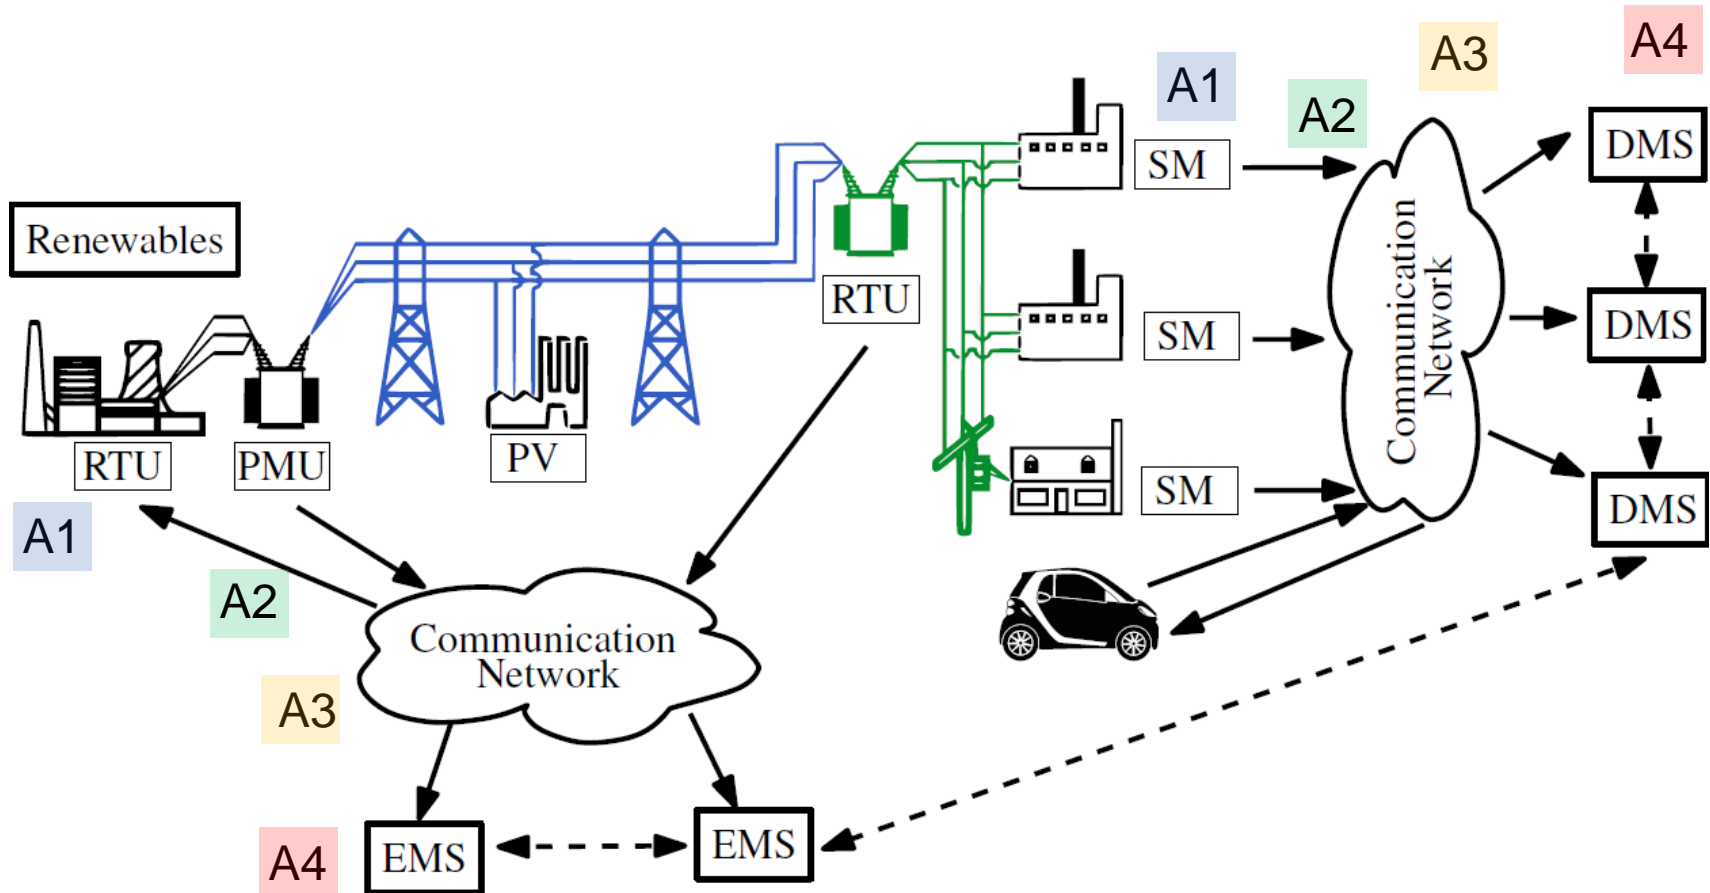 A4
A3
A1
A2
DMS
SM
Renewables
Communication
Network
RTU
DMS
SM
RTU
PMU
PV
SM
DMS
A1
A2
Communication
Network
A3
EMS
EMS
A4